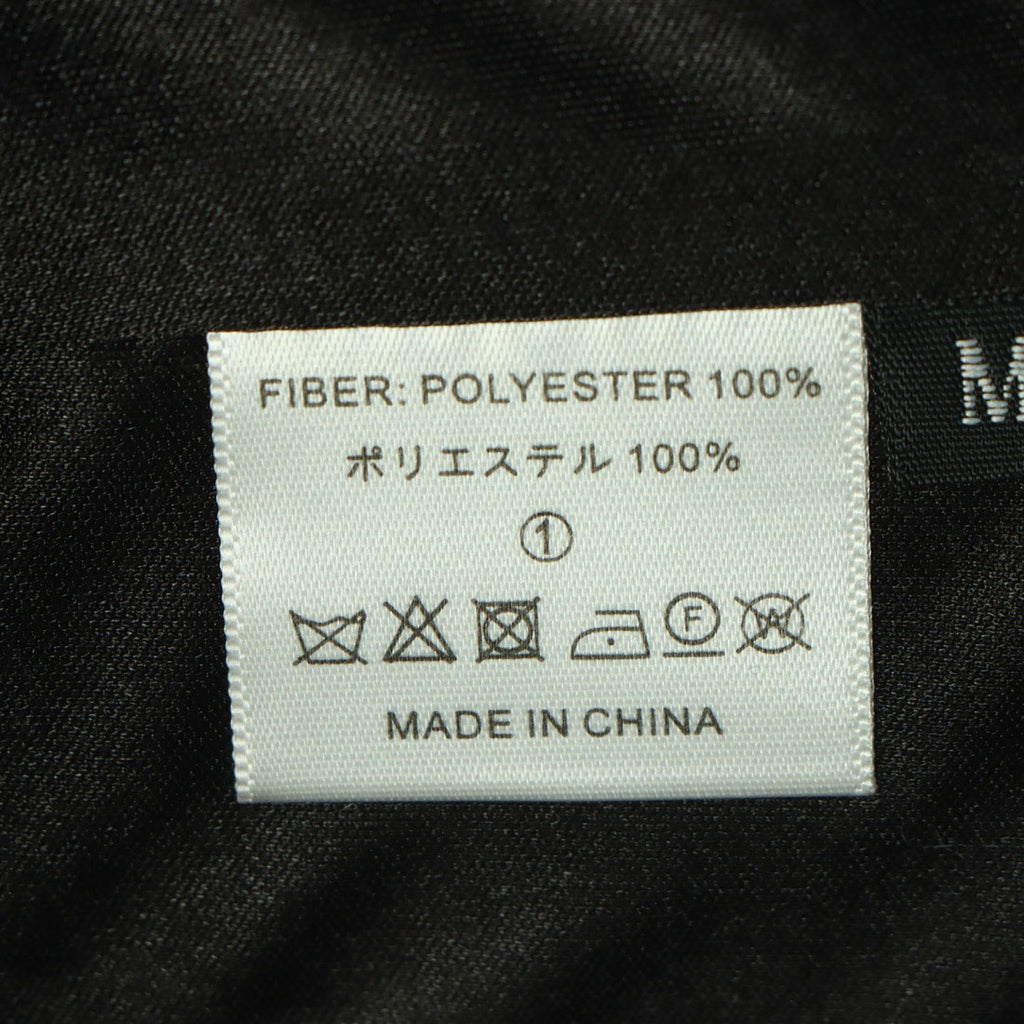 FIBER: POLYESTER 100%
ポリエステル 100%
①
F W
MADE IN CHINA
M